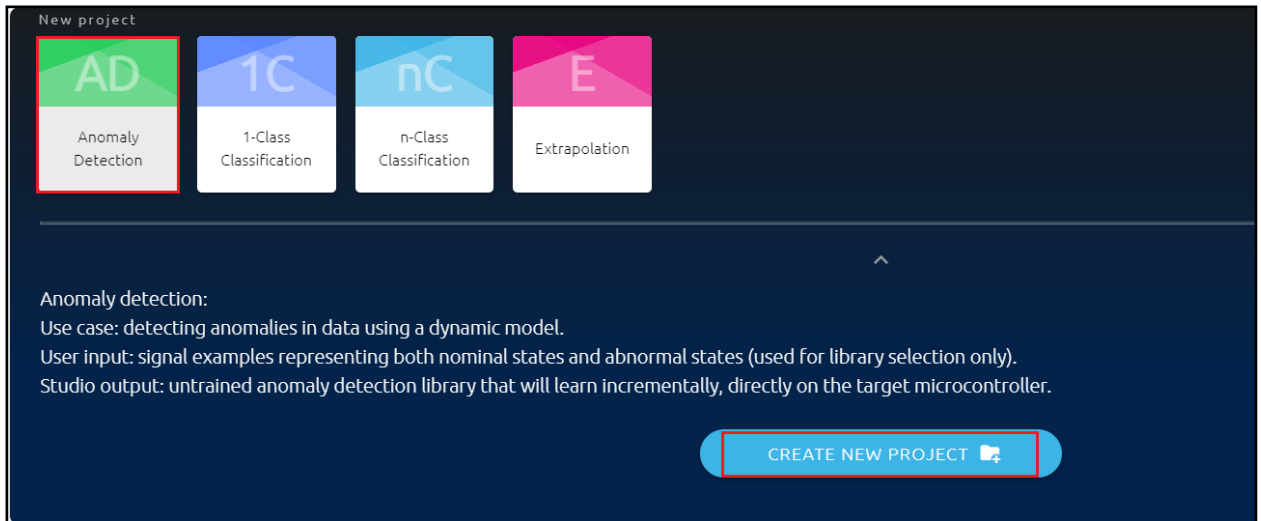 New project
AD
1C
nC
E
Anomaly
Detection
1-Class
Classification
n-Class
Classification
Extrapolation
Anomaly detection:
Use case: detecting anomalies in data using a dynamic model.
User input: signal examples representing both nominal states and abnormal states (used for library selection only).
Studio output: untrained anomaly detection library that will learn incrementally, directly on the target microcontroller.
CREATE NEW PROJECT